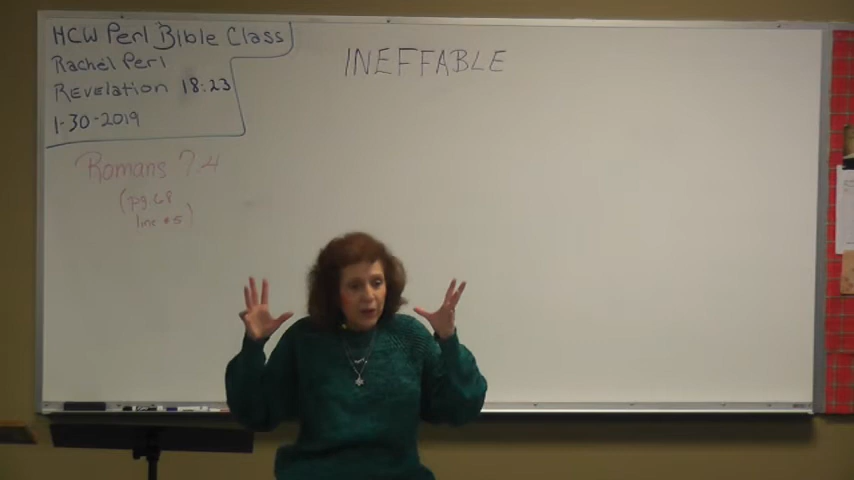 HCW Perl Bible Class
Rachel Perl
Revelation 18:23
1-30-2019
INEFFABLE
Romans 7:4
(pg 68
line #5)